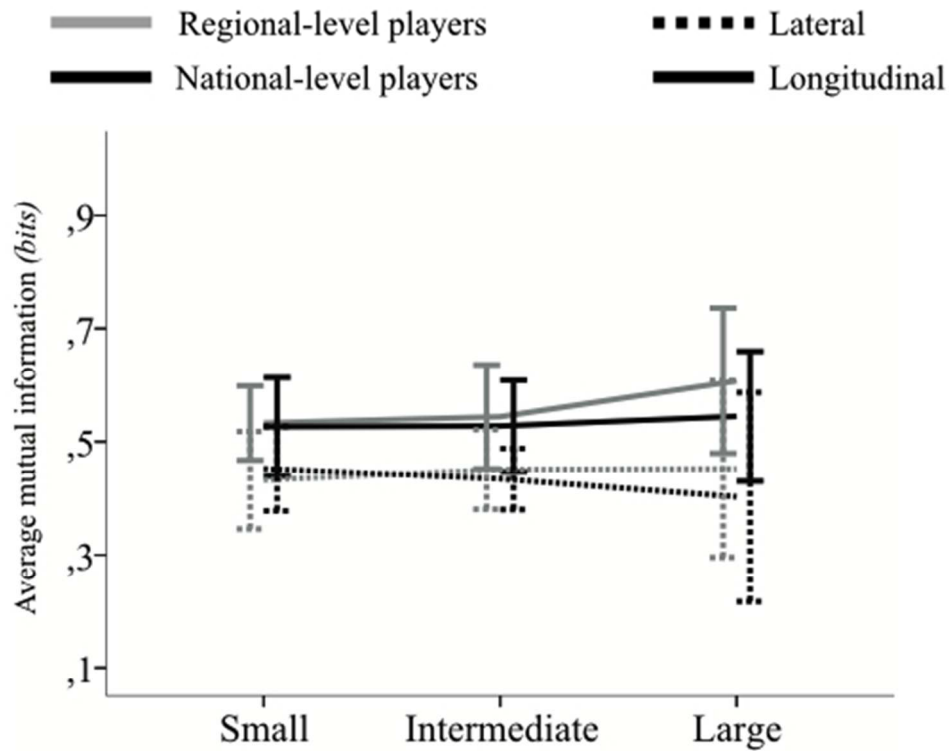 Regional-level players
Lateral
National-level players
Longitudinal
Average mutual information (bits)
,9
,7
,5
,3
,1
Small
Intermediate
Large